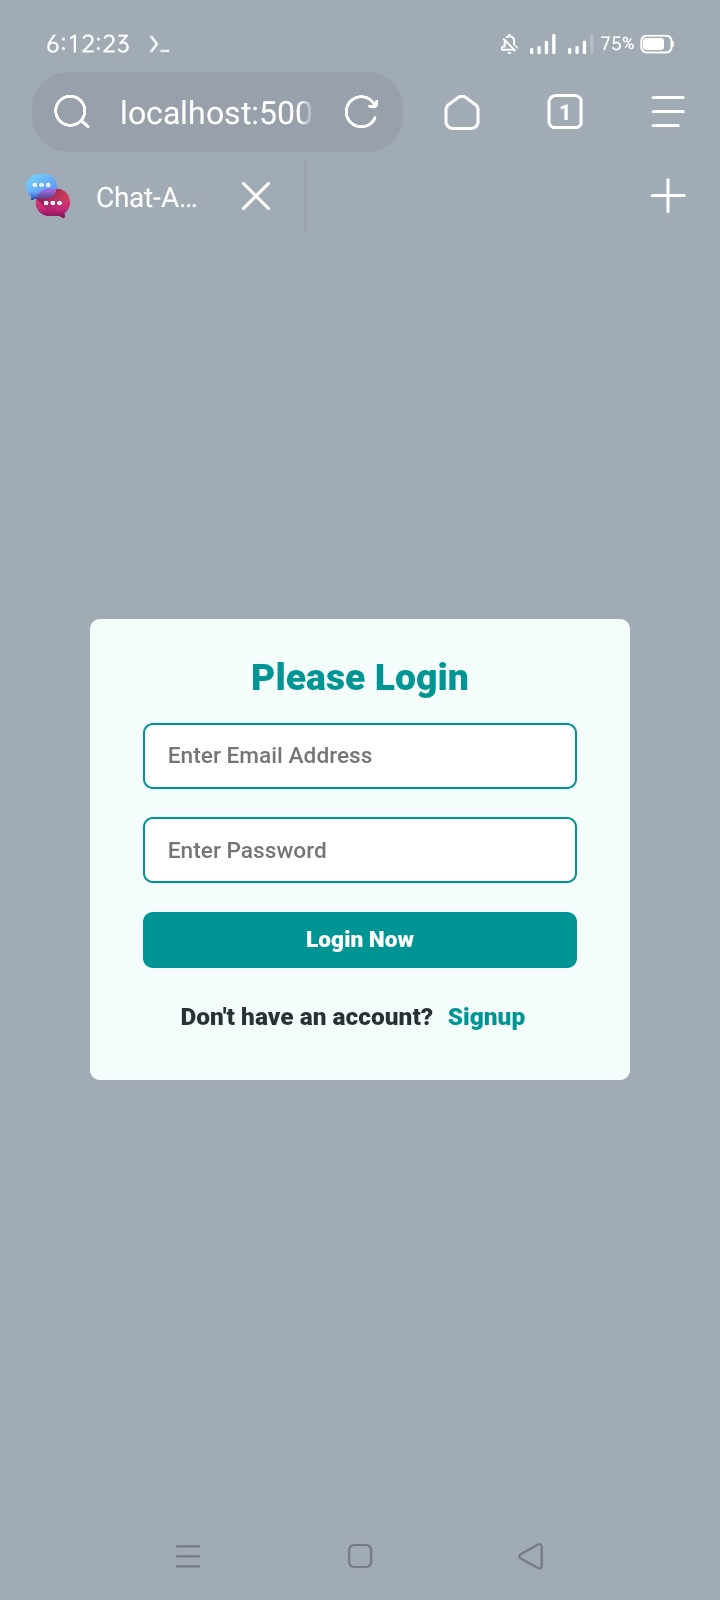 6:12:23
75%
localhost:500
1
Chat-A...
Please Login
Enter Email Address
Enter Password
Login Now
Don't have an account? Signup